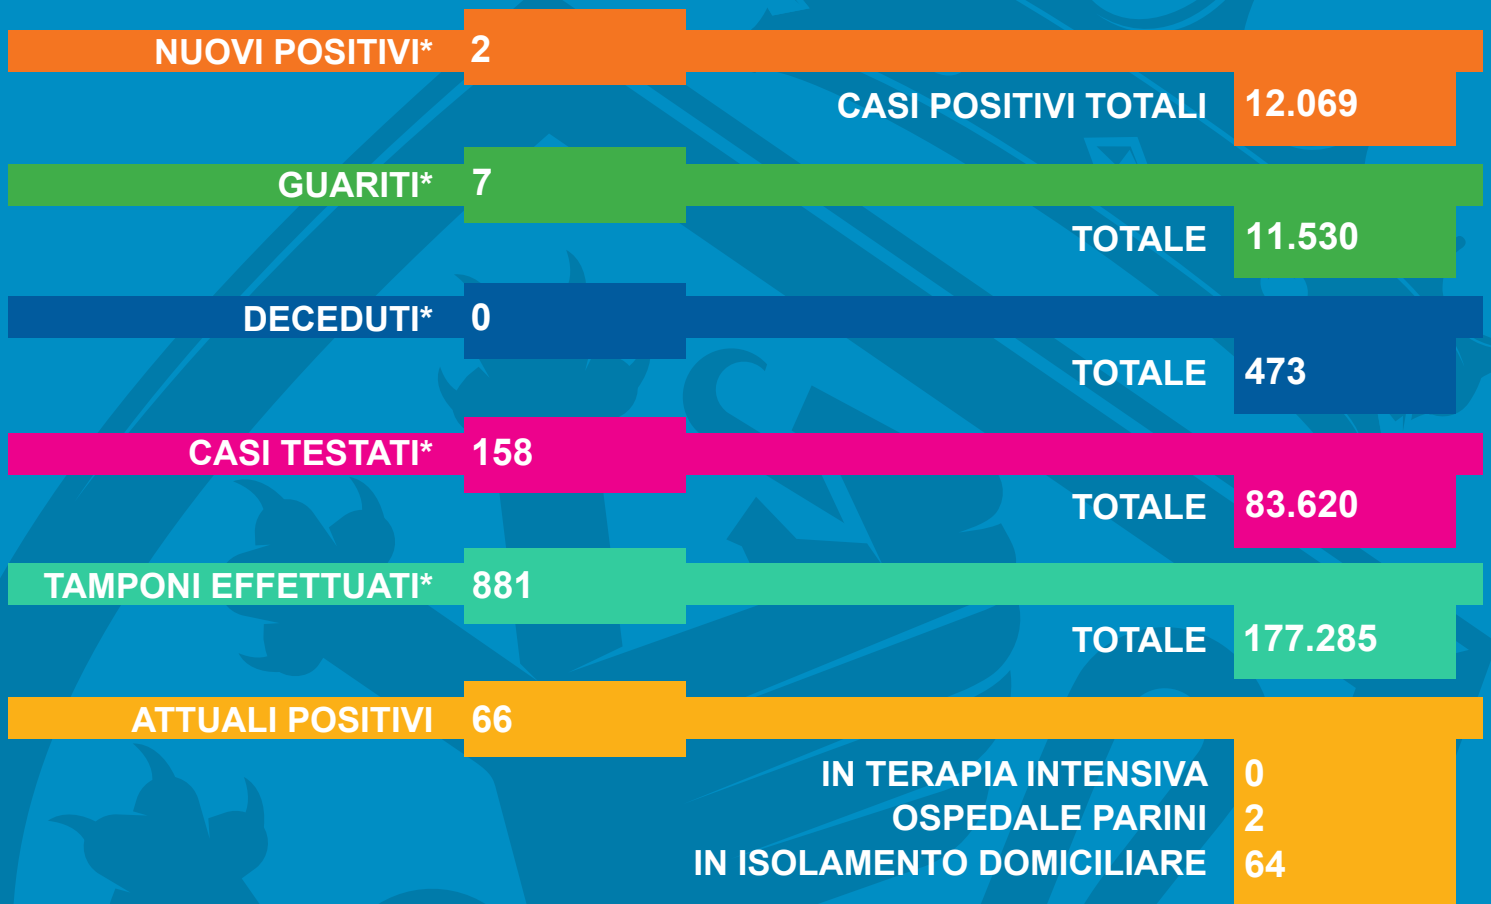 NUOVI POSITIVI* 2
CASI POSITIVI TOTALI 12.069
GUARITI* 7
TOTALE 11.530
DECEDUTI* 0
TOTALE 473
CASI TESTATI* 158
TOTALE 83.620
TAMPONI EFFETTUATI* 881
TOTALE 177.285
ATTUALI POSITIVI 66
IN TERAPIA INTENSIVA 0
OSPEDALE PARINI 2
IN ISOLAMENTO DOMICILIARE 64